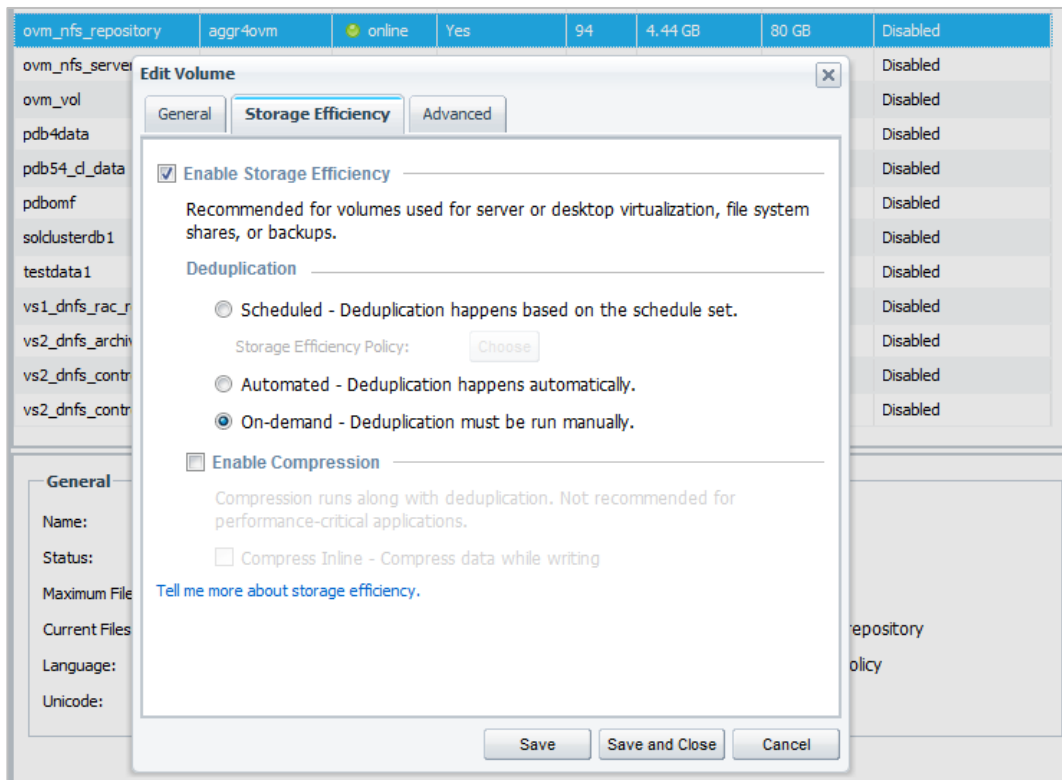 ovm_nfs_repository aggr4ovm online Yes 94 4.44 GB 80 GB Disabled
ovm_nfs_server Disabled
Edit Volume
ovm_vol Disabled
General Storage Efficiency Advanced
pdb4data Disabled
pdb54_cl_data Disabled
Enable Storage Efficiency
pdbomf Disabled
Recommended for volumes used for server or desktop virtualization, file system
shares, or backups.
solclusterdb1 Disabled
Deduplication
testdata1 Disabled
vs1_dnfs_rac_r Disabled
Scheduled - Deduplication happens based on the schedule set.
vs2_dnfs_archiv Disabled
Storage Efficiency Policy: Choose
vs2_dnfs_contr Disabled
Automated - Deduplication happens automatically.
vs2_dnfs_contr Disabled
On-demand - Deduplication must be run manually.
Enable Compression
General
Compression runs along with deduplication. Not recommended for
performance-critical applications.
Name:
Status:
Compress Inline - Compress data while writing
Maximum File
Tell me more about storage efficiency.
Current Files
repository
Language:
olicy
Unicode:
Save Save and Close Cancel